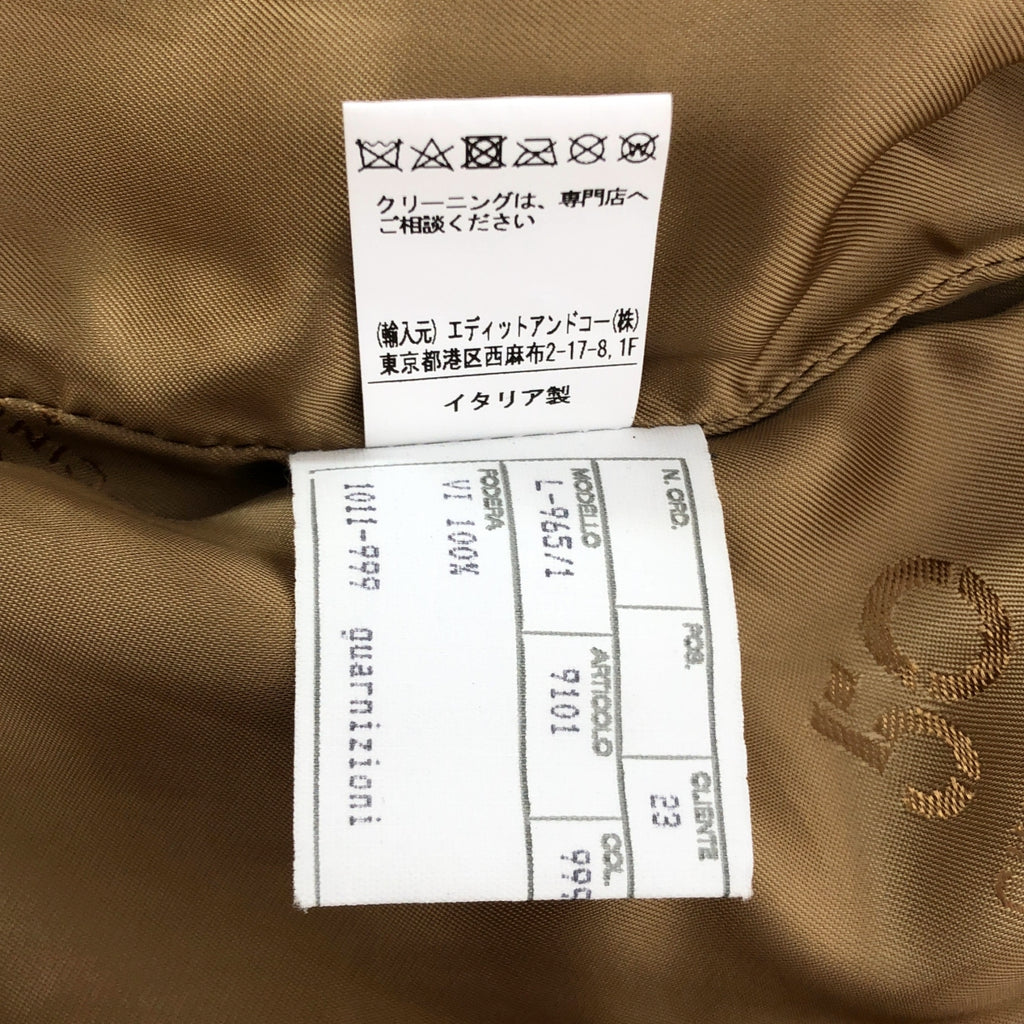 クリーニングは、専門店へ
ご相談ください
(輸入元) エディットアンドコー(株)
東京都港区西麻布2-17-8, 1F
イタリア製
N. ORD.
POS.
CLIENTE
23
MODELLO
L-965/1
ARTICOLO
9101
COL.
999
FODERA
VI 100%
1011-999 guarnizioni